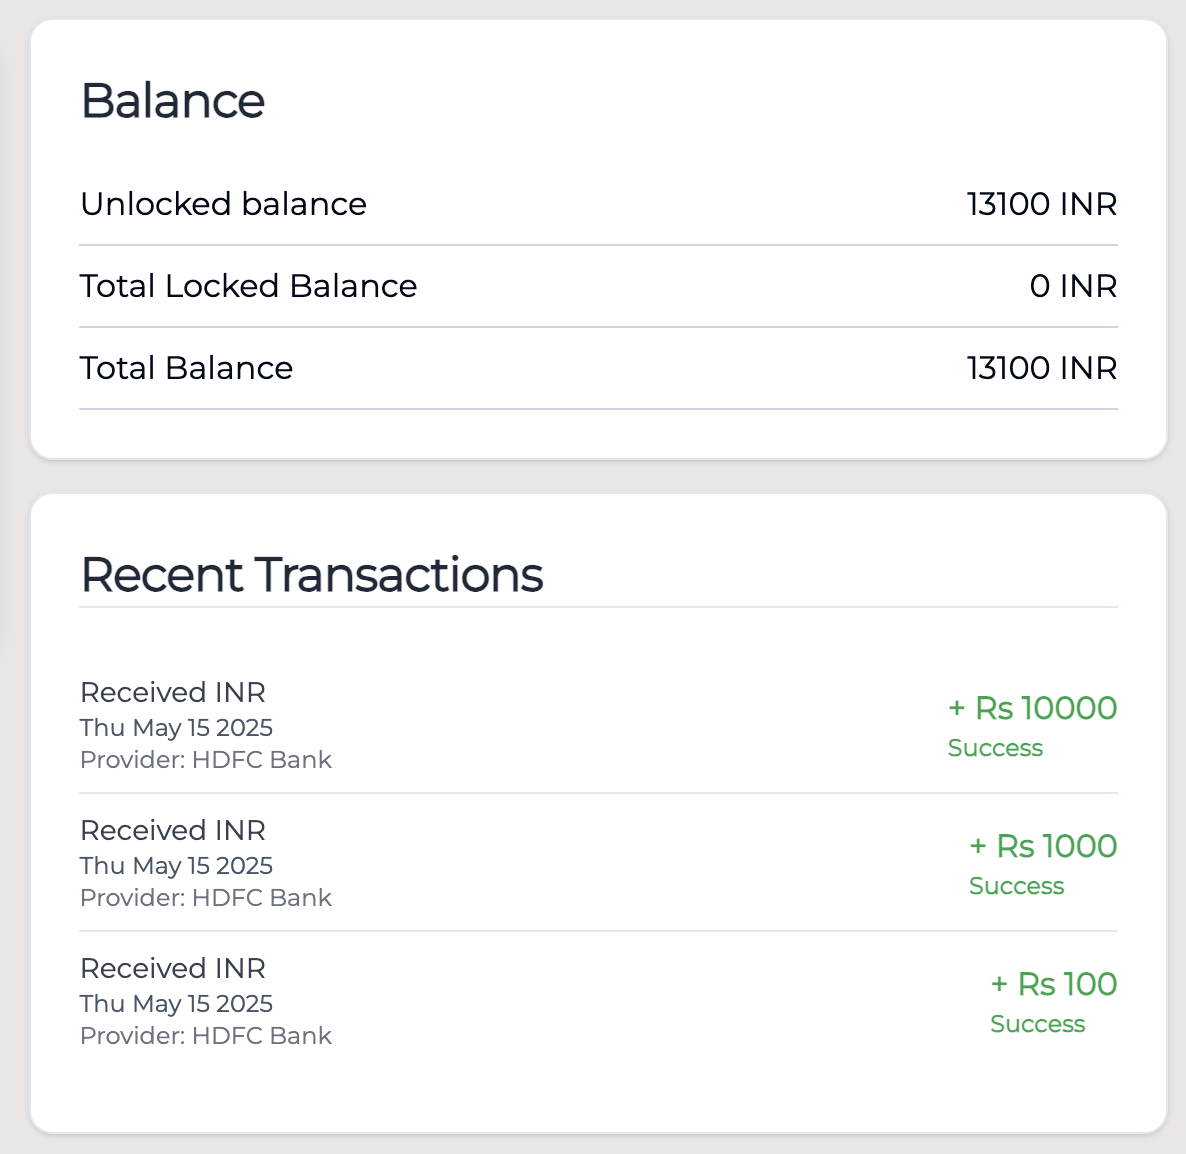 Balance
Unlocked balance 13100 INR
Total Locked Balance 0 INR
Total Balance 13100 INR
Recent Transactions
Received INR
Thu May 15 2025
Provider: HDFC Bank
+ Rs 10000
Success
Received INR
Thu May 15 2025
Provider: HDFC Bank
+ Rs 1000
Success
Received INR
Thu May 15 2025
Provider: HDFC Bank
+ Rs 100
Success